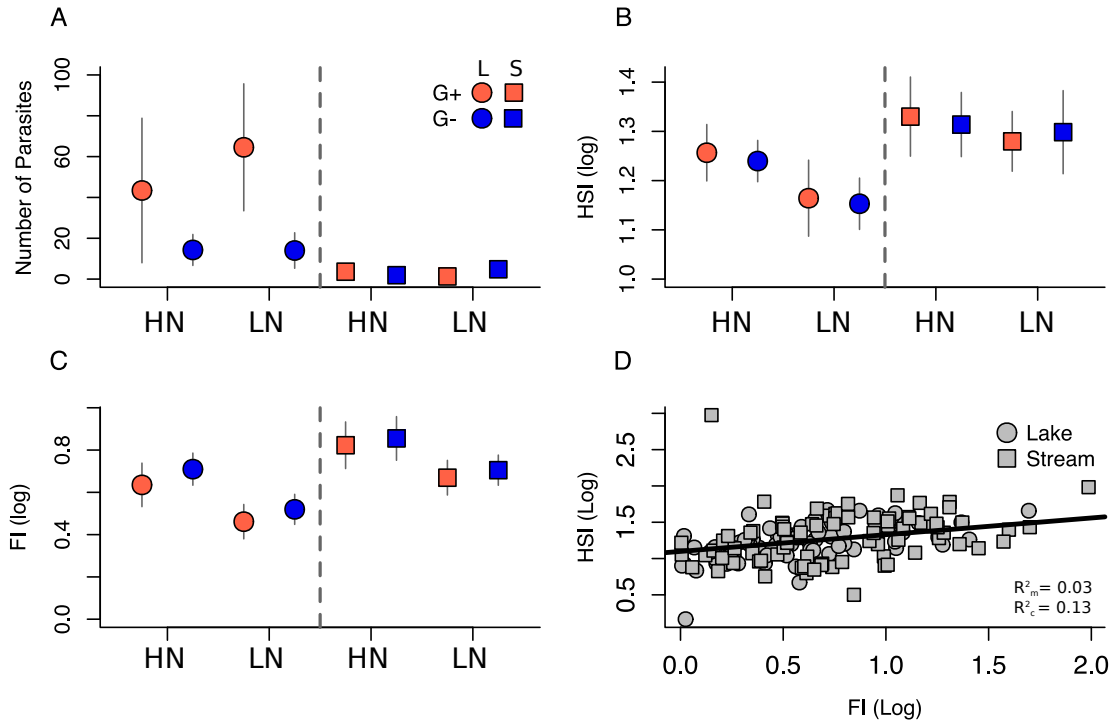 A
Number of Parasites
100
60
20
0
L S
G+
G-
HN LN HN LN
B
HSI (log)
1.4
1.3
1.2
1.1
1.0
HN LN HN LN
C
FI (log)
0.8
0.4
0.0
HN LN HN LN
D
HSI (Log)
2.5
1.5
0.5
Lake
Stream
R²ₘ= 0.03
R²꜀= 0.13
0.0 0.5 1.0 1.5 2.0
FI (Log)